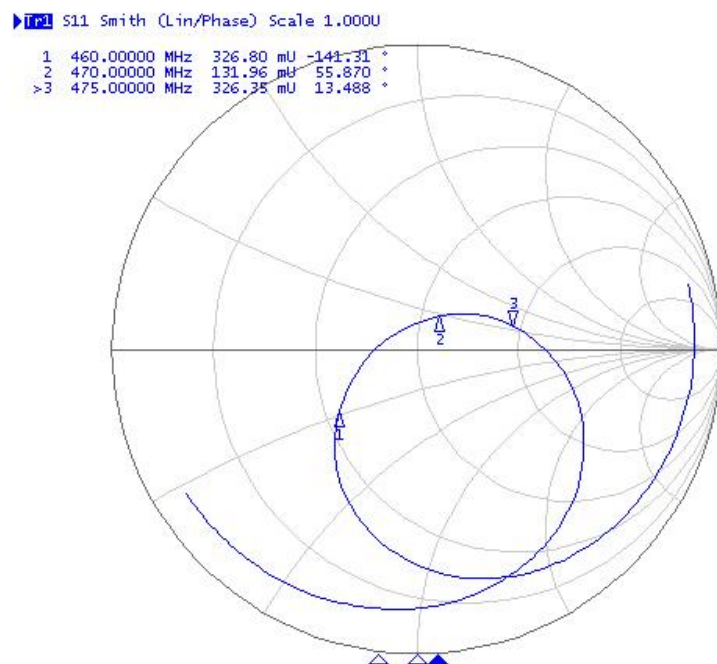 Tr1 S11 Smith (Lin/Phase) Scale 1.000U
1 460.00000 MHz 326.80 mU -141.31 °
2 470.00000 MHz 131.96 mU 55.870 °
>3 475.00000 MHz 326.35 mU 13.488 °
3
2
1